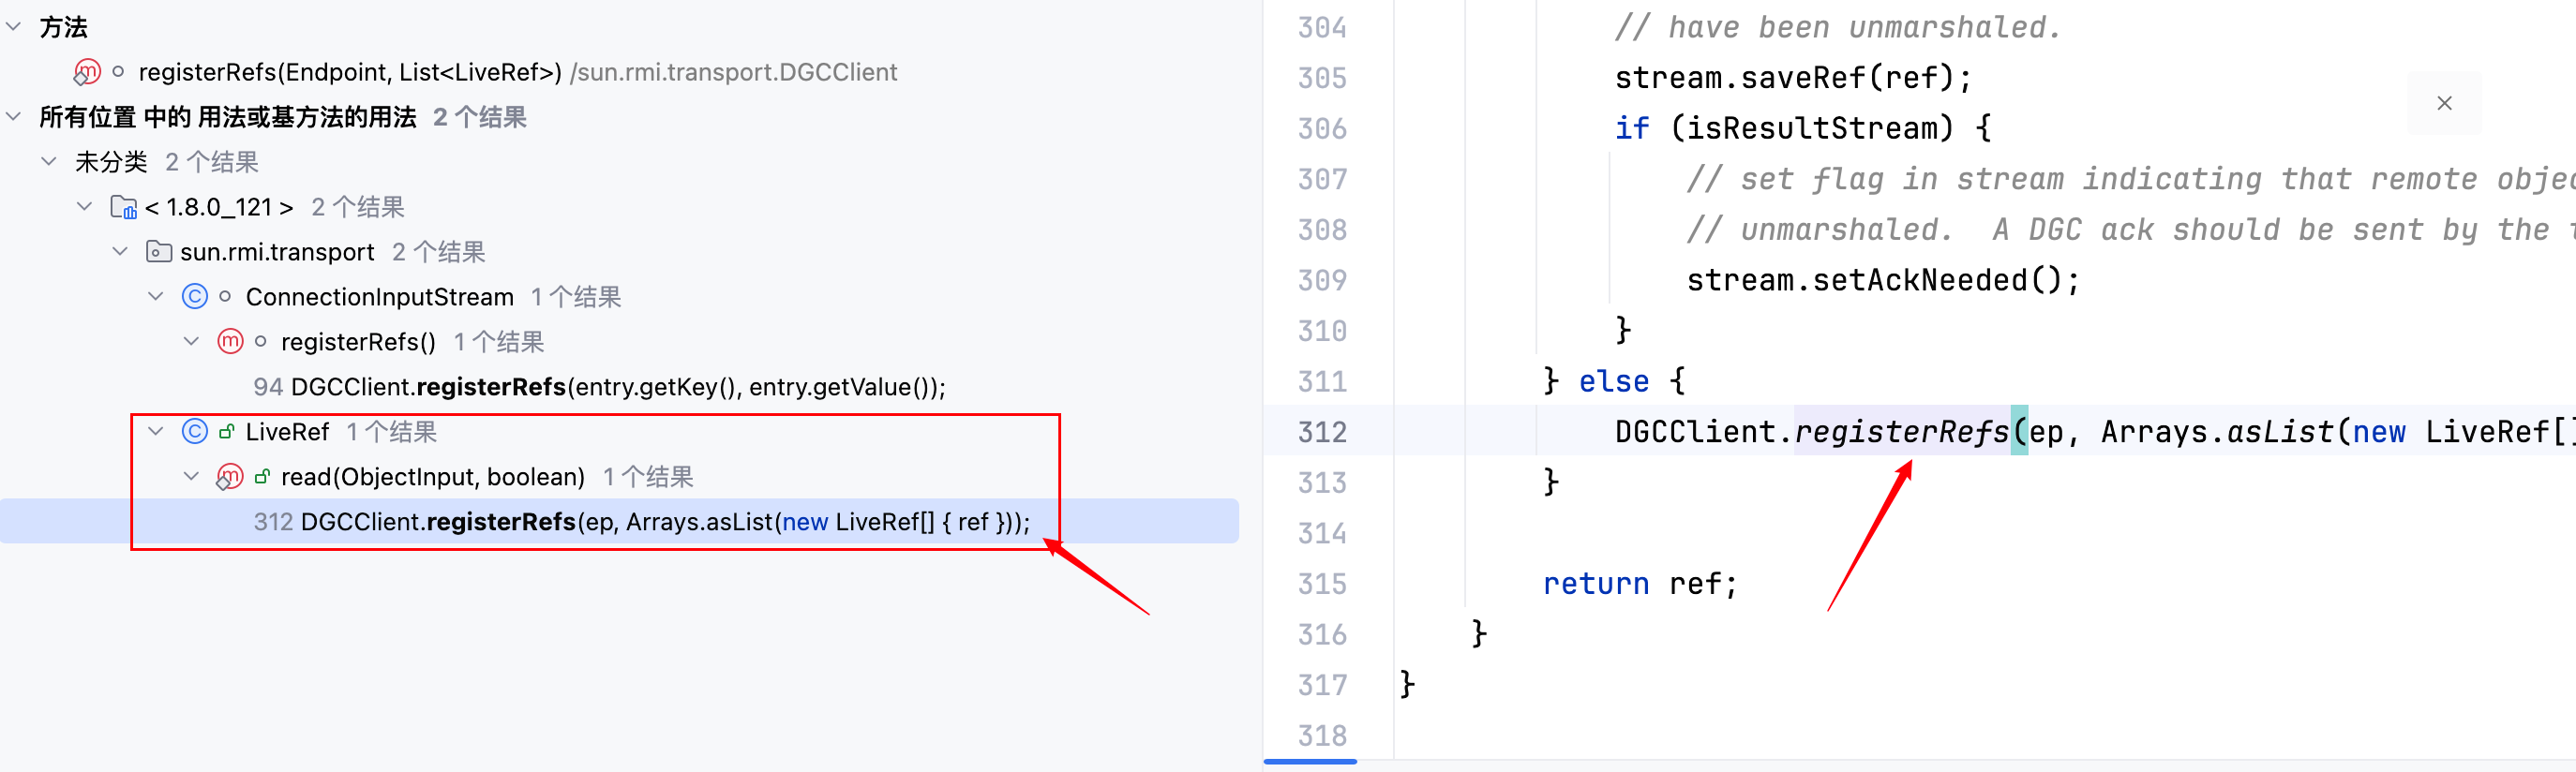 方法
registerRefs(Endpoint, List<LiveRef>) /sun.rmi.transport.DGCClient
所有位置 中的 用法或基方法的用法 2 个结果
未分类 2 个结果
< 1.8.0_121 > 2 个结果
sun.rmi.transport 2 个结果
ConnectionInputStream 1 个结果
registerRefs() 1 个结果
94 DGCClient.registerRefs(entry.getKey(), entry.getValue());
LiveRef 1 个结果
read(ObjectInput, boolean) 1 个结果
312 DGCClient.registerRefs(ep, Arrays.asList(new LiveRef[] { ref }));
304 // have been unmarshaled.
305 stream.saveRef(ref);
306 if (isResultStream) {
307 // set flag in stream indicating that remote objec
308 // unmarshaled. A DGC ack should be sent by the
309 stream.setAckNeeded();
310 }
311 } else {
312 DGCClient.registerRefs(ep, Arrays.asList(new LiveRef[]
313 }
314
315 return ref;
316 }
317 }
318